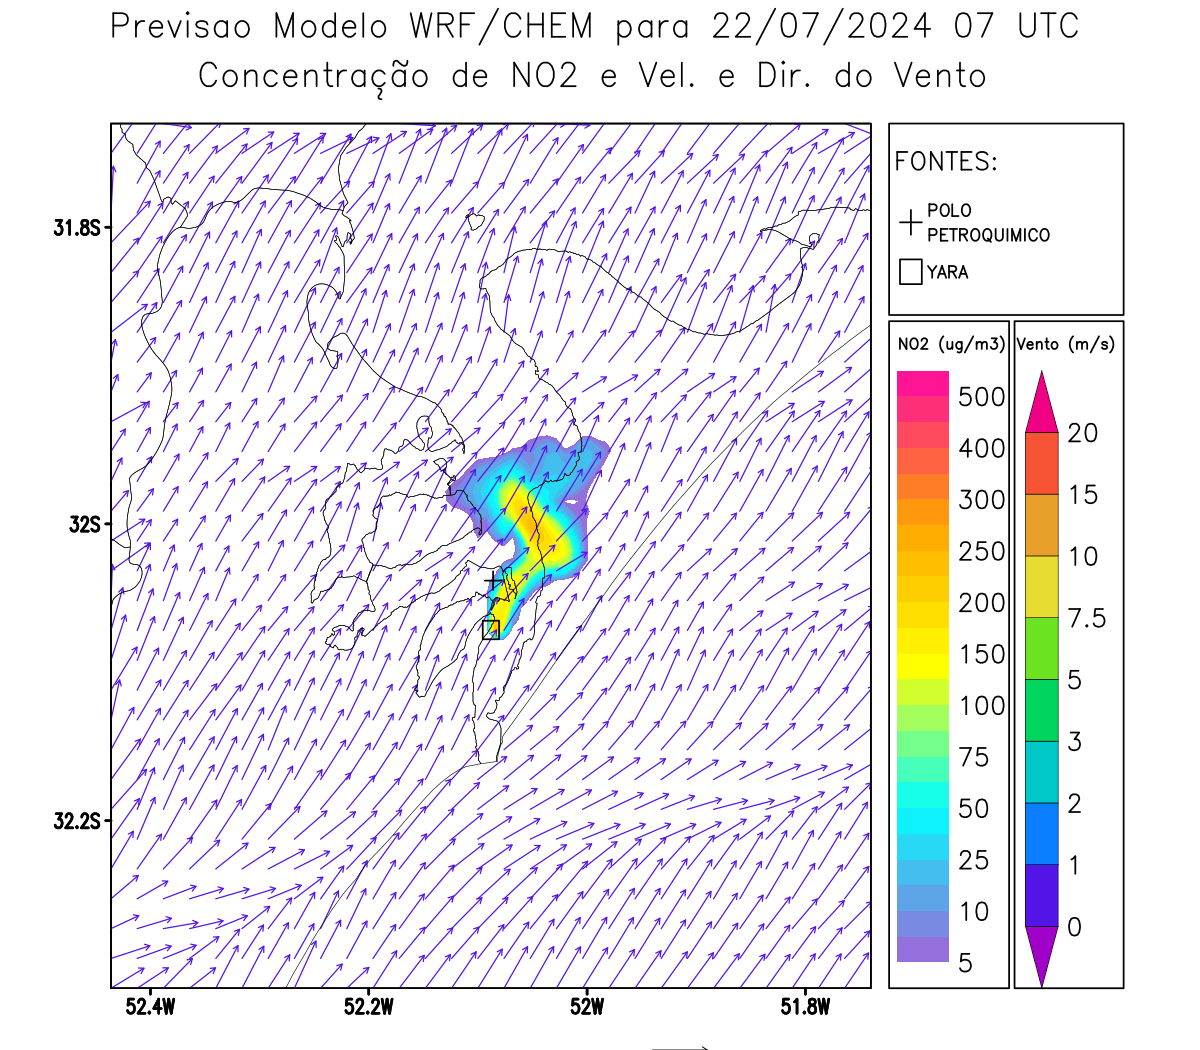 Previsao Modelo WRF/CHEM para 22/07/2024 07 UTC
Concentração de NO2 e Vel. e Dir. do Vento
FONTES:
POLO
PETROQUIMICO
YARA
NO2 (ug/m3)
500
400
300
250
200
150
100
75
50
25
10
5
Vento (m/s)
20
15
10
7.5
5
3
2
1
0
31.8S
32S
32.2S
52.4W
52.2W
52W
51.8W